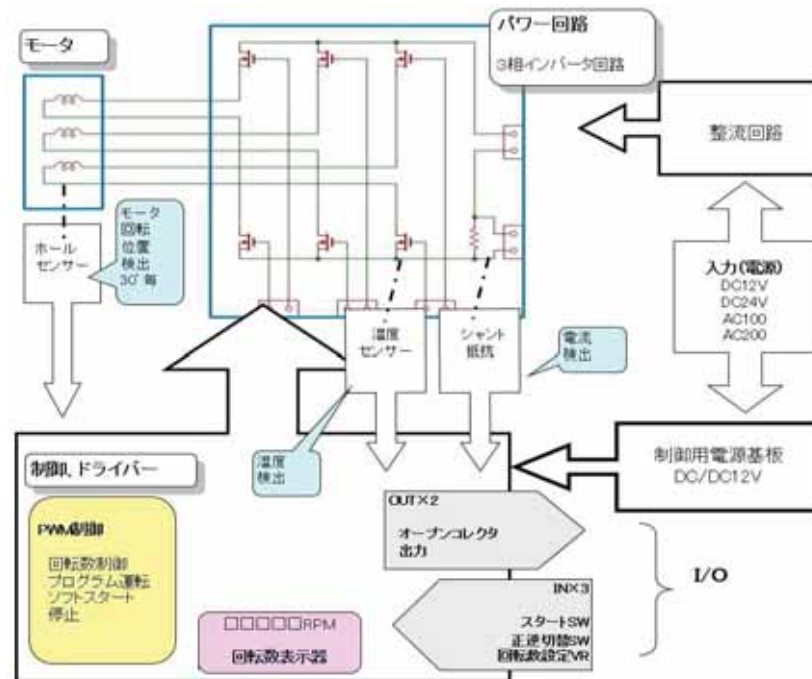 モータ
パワー回路
3相インバータ回路
整流回路
ホール
センサー
モータ
回転
位置
検出
30°毎
入力(電源)
DC12V
DC24V
AC100
AC200
温度
センサー
シャント
抵抗
電流
検出
制御、ドライバー
温度
検出
制御用電源基板
DC/DC12V
PWM制御
回転数制御
プログラム運転
ソフトスタート
停止
OUT×2
オープンコレクタ
出力
I/O
IN×3
スタートSW
正逆切替SW
回転数設定VR
□□□□□RPM
回転数表示器